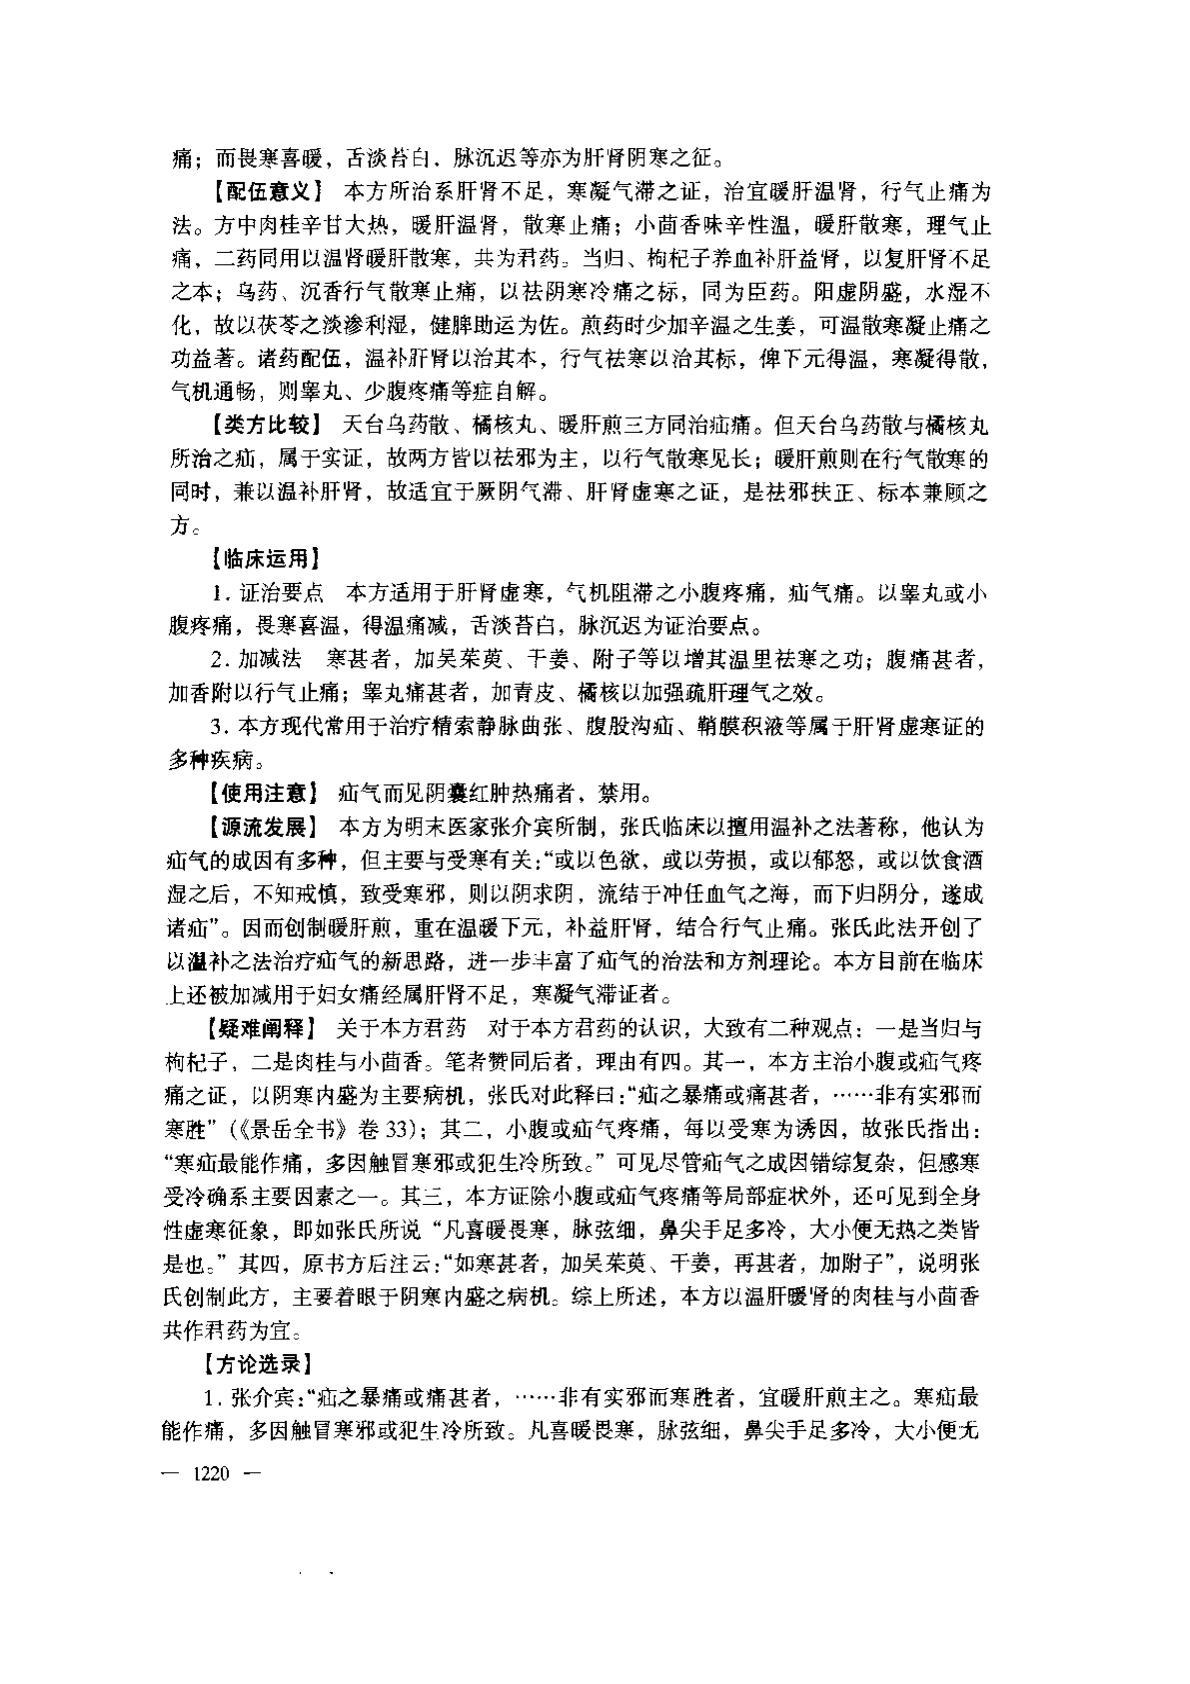 痛；而畏寒喜暖，舌淡苔白，脉沉迟等亦为肝肾阴寒之征。
【配伍意义】 本方所治系肝肾不足，寒凝气滞之证，治宜暖肝温肾，行气止痛为
法。方中肉桂辛甘大热，暖肝温肾，散寒止痛；小茴香味辛性温，暖肝散寒，理气止
痛，二药同用以温肾暖肝散寒，共为君药。当归、枸杞子养血补肝益肾，以复肝肾不足
之本；乌药、沉香行气散寒止痛，以祛阴寒冷痛之标，同为臣药。阳虚阴盛，水湿不
化，故以茯苓之淡渗利湿，健脾助运为佐。煎药时少加辛温之生姜，可温散寒凝止痛之
功益著。诸药配伍，温补肝肾以治其本，行气祛寒以治其标，俾下元得温，寒凝得散，
气机通畅，则睾丸、少腹疼痛等症自解。
【类方比较】 天台乌药散、橘核丸、暖肝煎三方同治疝痛。但天台乌药散与橘核丸
所治之疝，属于实证，故两方皆以祛邪为主，以行气散寒见长；暖肝煎则在行气散寒的
同时，兼以温补肝肾，故适宜于厥阴气滞、肝肾虚寒之证，是祛邪扶正、标本兼顾之
方。
【临床运用】
1. 证治要点 本方适用于肝肾虚寒，气机阻滞之小腹疼痛，疝气痛。以睾丸或小
腹疼痛，畏寒喜温，得温痛减，舌淡苔白，脉沉迟为证治要点。
2. 加减法 寒甚者，加吴茱萸、干姜、附子等以增其温里祛寒之功；腹痛甚者，
加香附以行气止痛；睾丸痛甚者，加青皮、橘核以加强疏肝理气之效。
3. 本方现代常用于治疗精索静脉曲张、腹股沟疝、鞘膜积液等属于肝肾虚寒证的
多种疾病。
【使用注意】 疝气而见阴囊红肿热痛者，禁用。
【源流发展】 本方为明末医家张介宾所制，张氏临床以擅用温补之法著称，他认为
疝气的成因有多种，但主要与受寒有关：“或以色欲，或以劳损，或以郁怒，或以饮食酒
湿之后，不知戒慎，致受寒邪，则以阴求阴，流结于冲任血气之海，而下归阴分，遂成
诸疝”。因而创制暖肝煎，重在温暖下元，补益肝肾，结合行气止痛。张氏此法开创了
以温补之法治疗疝气的新思路，进一步丰富了疝气的治法和方剂理论。本方目前在临床
上还被加减用于妇女痛经属肝肾不足，寒凝气滞证者。
【疑难阐释】 关于本方君药 对于本方君药的认识，大致有二种观点：一是当归与
枸杞子，二是肉桂与小茴香。笔者赞同后者，理由有四。其一，本方主治小腹或疝气疼
痛之证，以阴寒内盛为主要病机，张氏对此释曰：“疝之暴痛或痛甚者，……非有实邪而
寒胜”（《景岳全书》卷 33）；其二，小腹或疝气疼痛，每以受寒为诱因，故张氏指出：
“寒疝最能作痛，多因触冒寒邪或犯生冷所致。”可见尽管疝气之成因错综复杂，但感寒
受冷确系主要因素之一。其三，本方证除小腹或疝气疼痛等局部症状外，还可见到全身
性虚寒征象，即如张氏所说“凡喜暖畏寒，脉弦细，鼻尖手足多冷，大小便无热之类皆
是也。”其四，原书方后注云：“如寒甚者，加吴茱萸、干姜，再甚者，加附子”，说明张
氏创制此方，主要着眼于阴寒内盛之病机。综上所述，本方以温肝暖肾的肉桂与小茴香
共作君药为宜。
【方论选录】
1. 张介宾：“疝之暴痛或痛甚者，……非有实邪而寒胜者，宜暖肝煎主之。寒疝最
能作痛，多因触冒寒邪或犯生冷所致。凡喜暖畏寒，脉弦细，鼻尖手足多冷，大小便无
— 1220 —